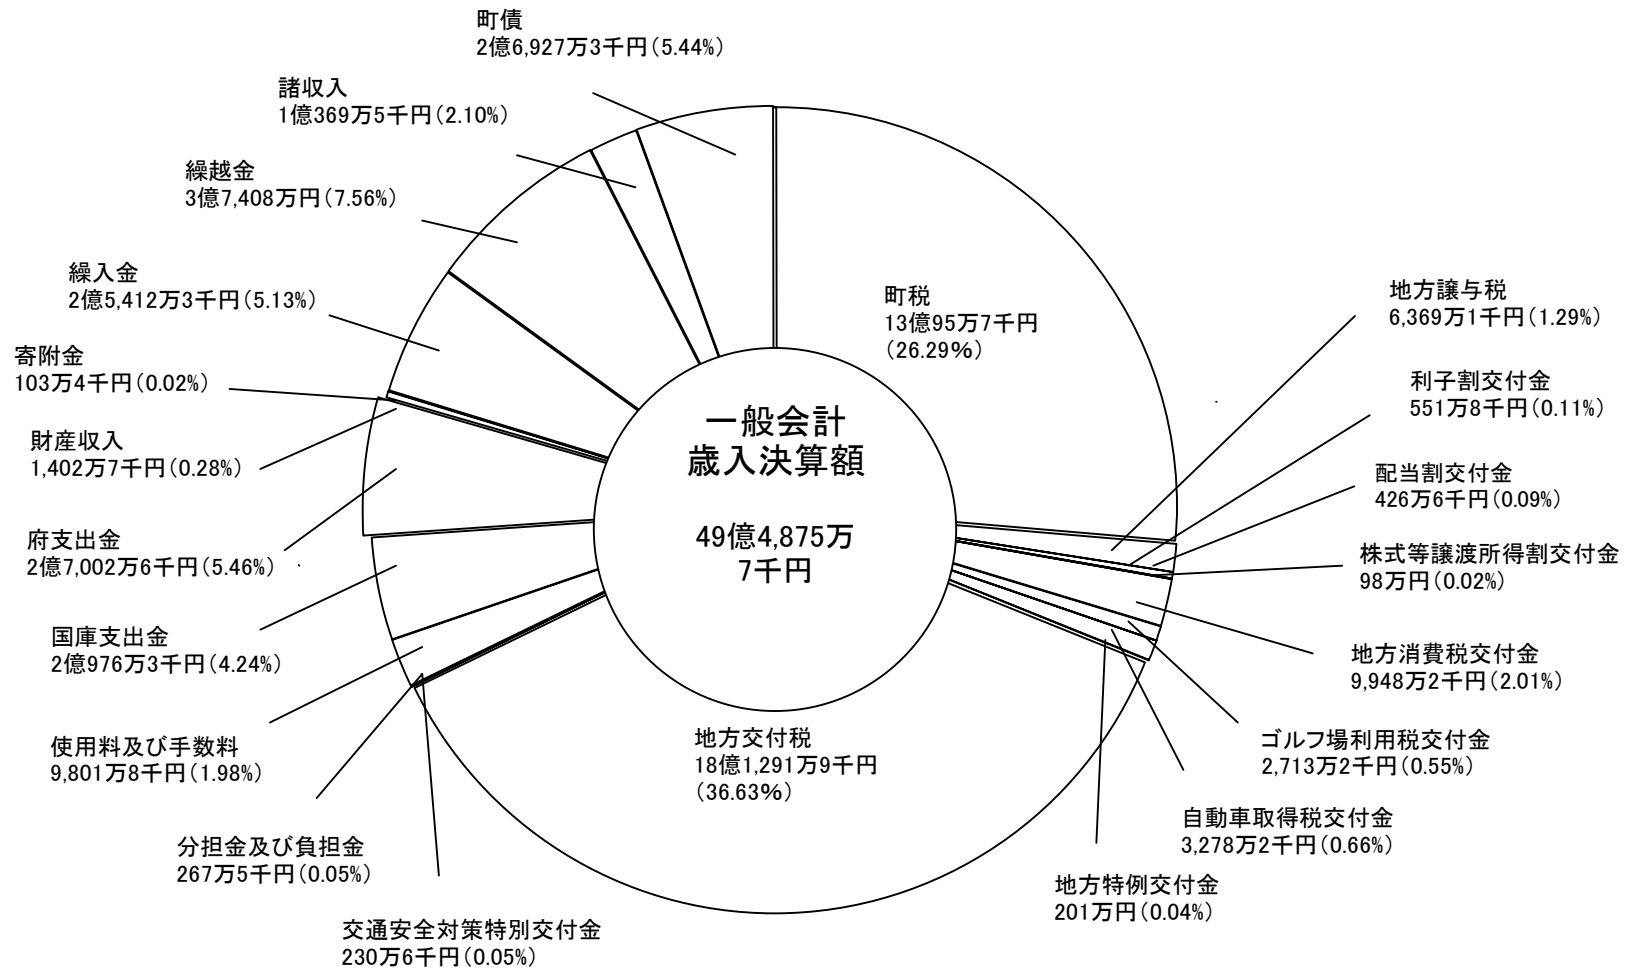 町債
2億6,927万3千円(5.44%)
諸収入
1億369万5千円(2.10%)
繰越金
3億7,408万円(7.56%)
繰入金
2億5,412万3千円(5.13%)
寄附金
103万4千円(0.02%)
財産収入
1,402万7千円(0.28%)
府支出金
2億7,002万6千円(5.46%)
国庫支出金
2億976万3千円(4.24%)
使用料及び手数料
9,801万8千円(1.98%)
分担金及び負担金
267万5千円(0.05%)
交通安全対策特別交付金
230万6千円(0.05%)
町税
13億95万7千円
(26.29%)
一般会計
歳入決算額
49億4,875万
7千円
地方交付税
18億1,291万9千円
(36.63%)
地方譲与税
6,369万1千円(1.29%)
利子割交付金
551万8千円(0.11%)
配当割交付金
426万6千円(0.09%)
株式等譲渡所得割交付金
98万円(0.02%)
地方消費税交付金
9,948万2千円(2.01%)
ゴルフ場利用税交付金
2,713万2千円(0.55%)
自動車取得税交付金
3,278万2千円(0.66%)
地方特例交付金
201万円(0.04%)